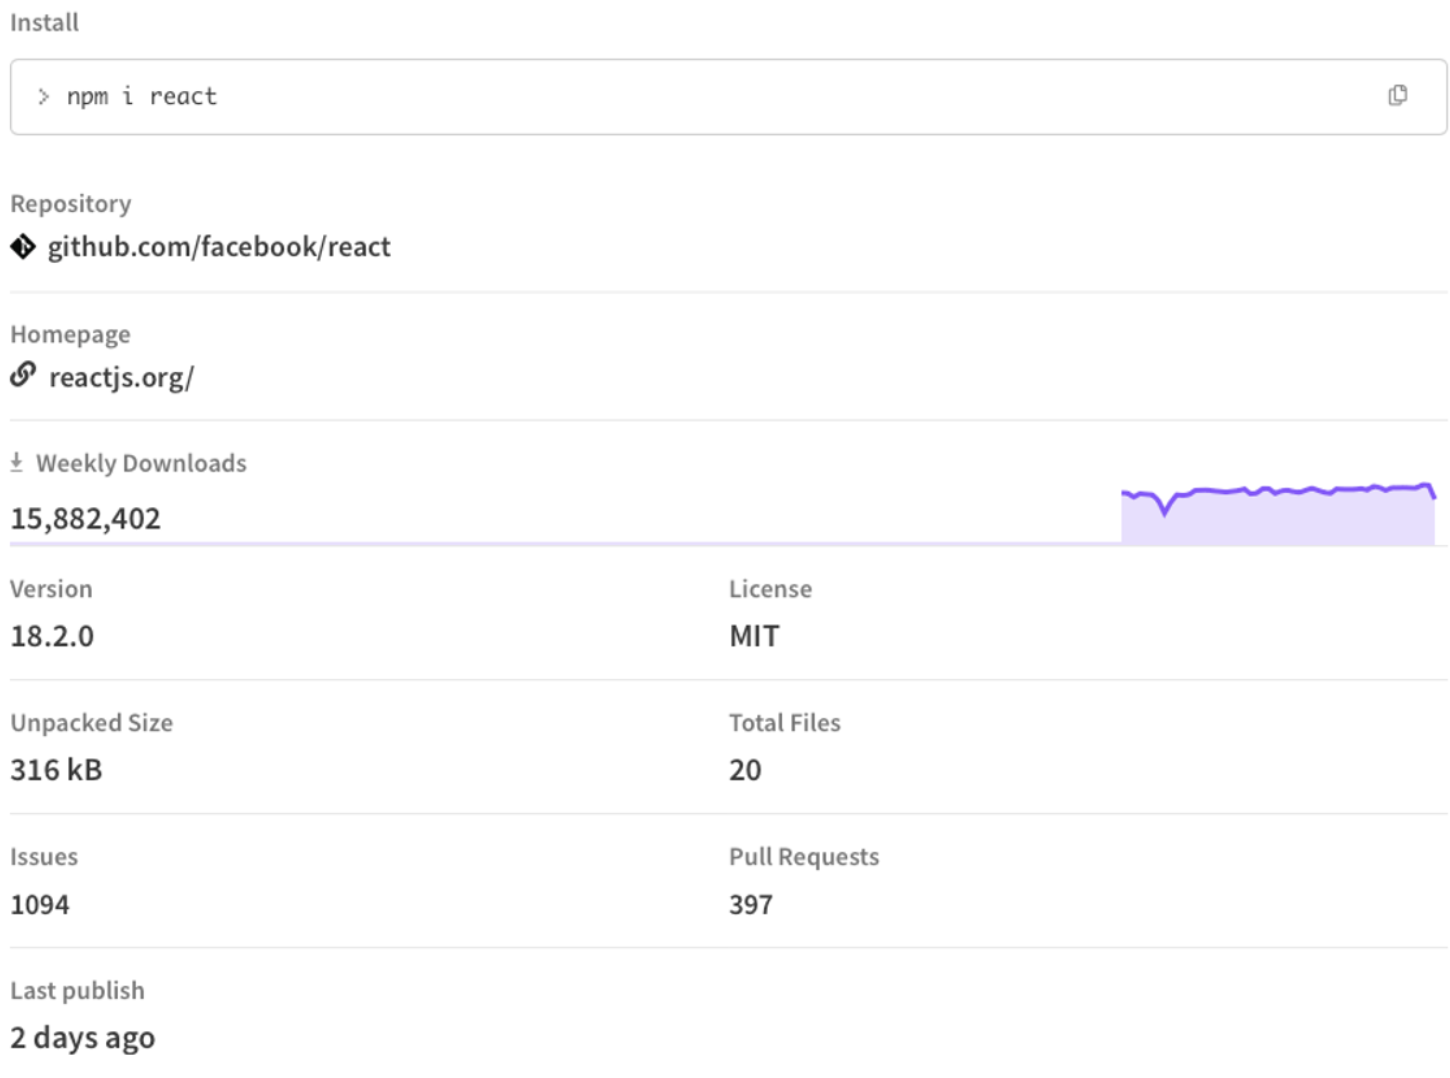 Install
> npm i react
Repository
github.com/facebook/react
Homepage
reactjs.org/
Weekly Downloads
15,882,402
Version
License
18.2.0
MIT
Unpacked Size
Total Files
316 kB
20
Issues
Pull Requests
1094
397
Last publish
2 days ago